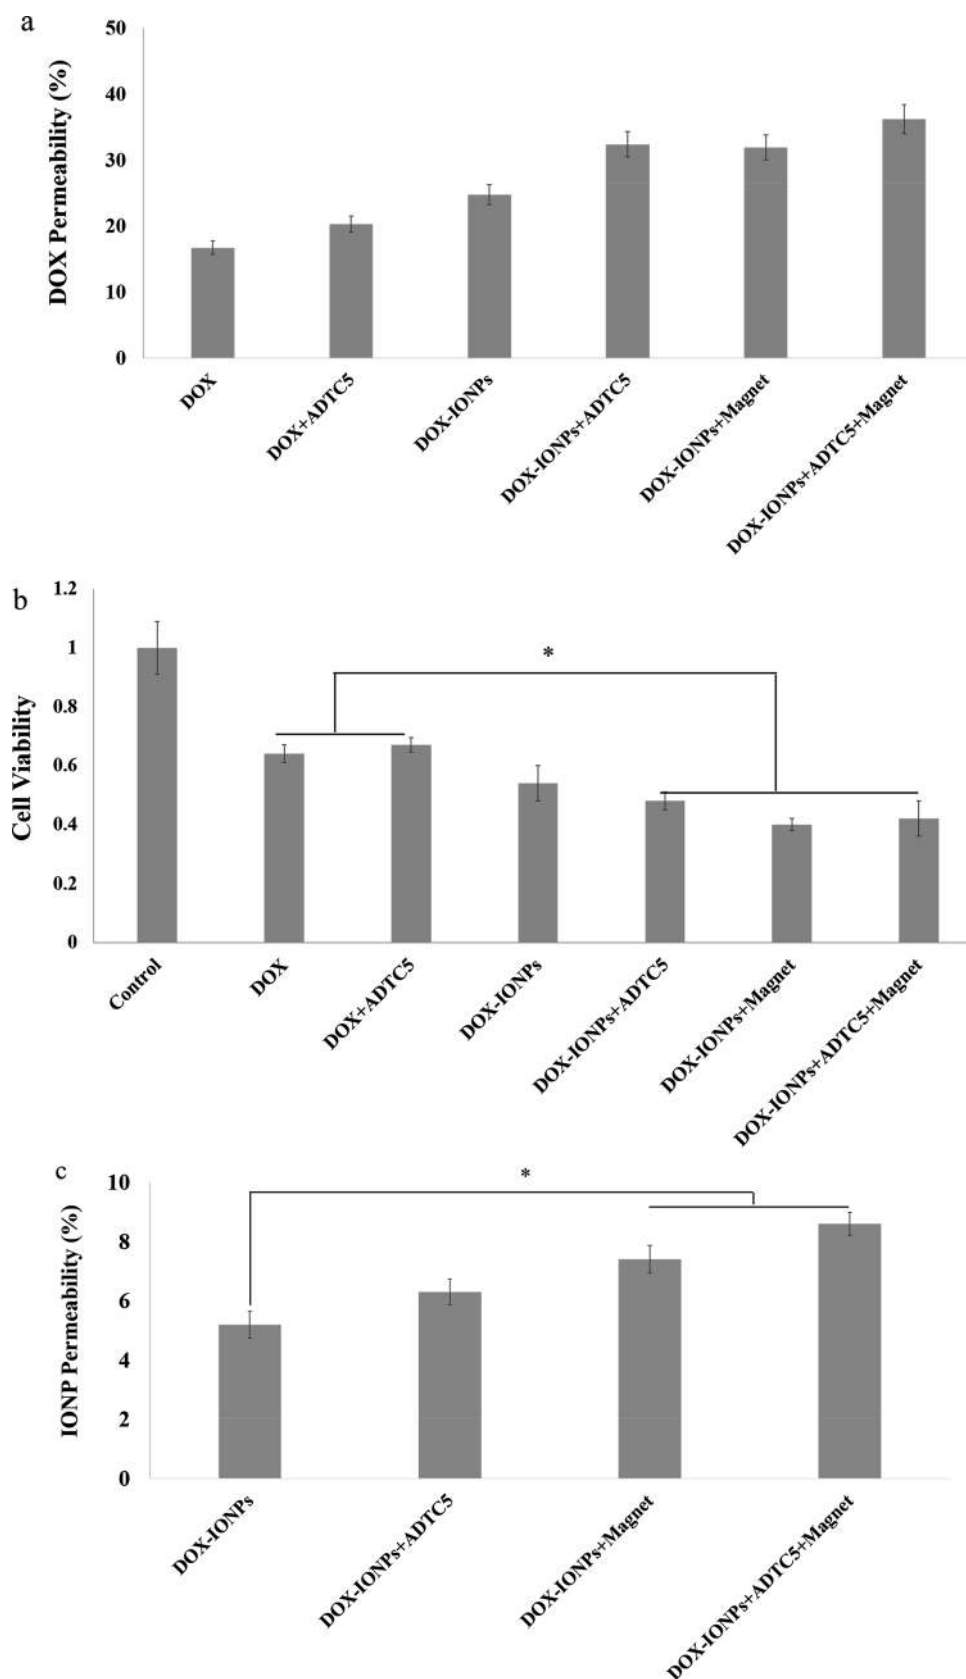 a
DOX Permeability (%)
50
40
30
20
10
0
DOX
DOX+ADTC5
DOX-IONPs
DOX-IONPs+ADTC5
DOX-IONPs+Magnet
DOX-IONPs+ADTC5+Magnet
b
Cell Viability
1.2
1
0.8
0.6
0.4
0.2
0
*
Control
DOX
DOX+ADTC5
DOX-IONPs
DOX-IONPs+ADTC5
DOX-IONPs+Magnet
DOX-IONPs+ADTC5+Magnet
c
IONP Permeability (%)
10
8
6
4
2
0
*
DOX-IONPs
DOX-IONPs+ADTC5
DOX-IONPs+Magnet
DOX-IONPs+ADTC5+Magnet